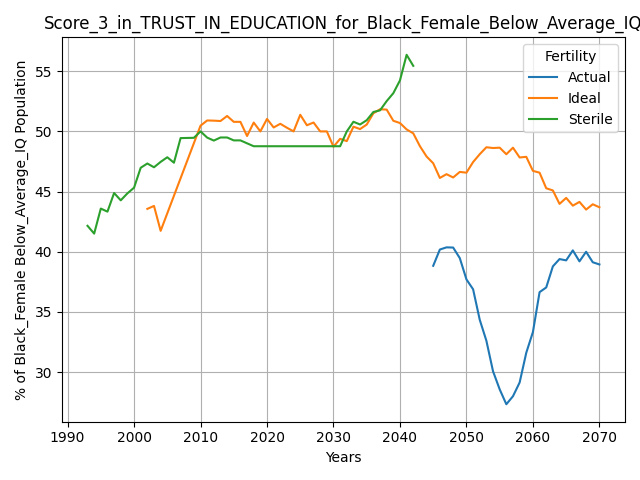 Score_3_in_TRUST_IN_EDUCATION_for_Black_Female_Below_Average_IQ
% of Black_Female Below_Average_IQ Population
55
50
45
40
35
30
Fertility
Actual
Ideal
Sterile
1990 2000 2010 2020 2030 2040 2050 2060 2070
Years